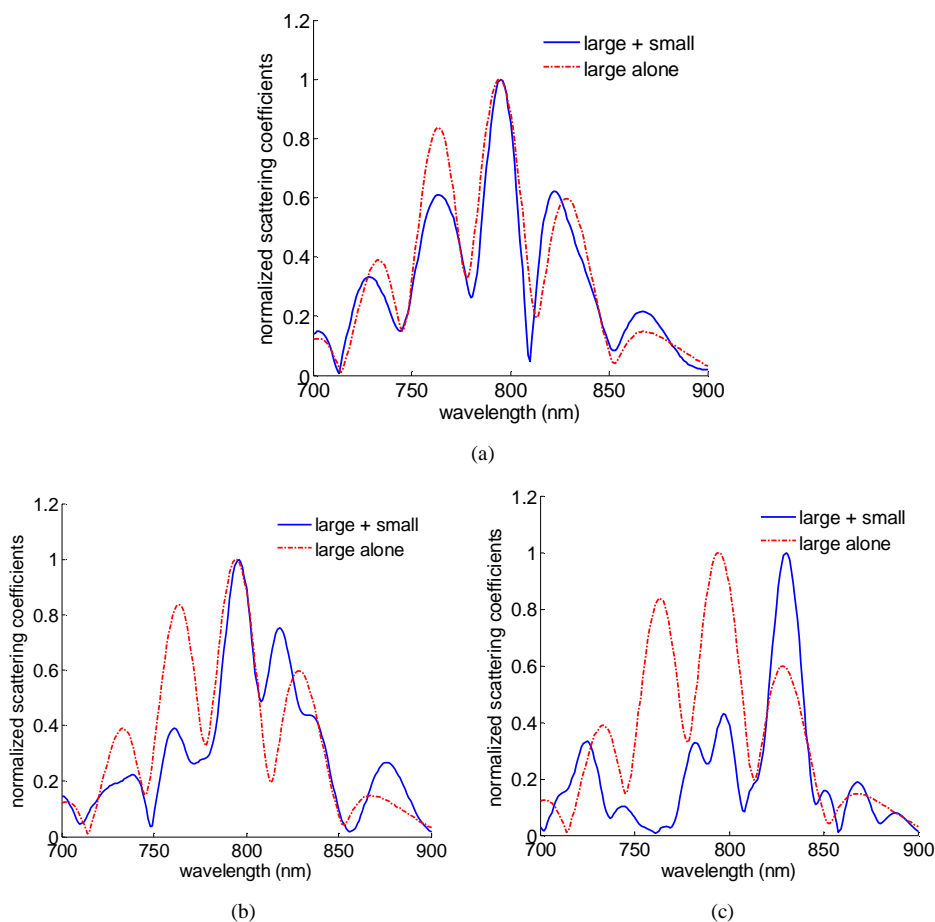 normalized scattering coefficients
1.2
1
0.8
0.6
0.4
0.2
0
large + small
large alone
700 750 800 850 900
wavelength (nm)
(a)
normalized scattering coefficients
1.2
1
0.8
0.6
0.4
0.2
0
large + small
large alone
700 750 800 850 900
wavelength (nm)
(b)
normalized scattering coefficients
1.2
1
0.8
0.6
0.4
0.2
0
large + small
large alone
700 750 800 850 900
wavelength (nm)
(c)